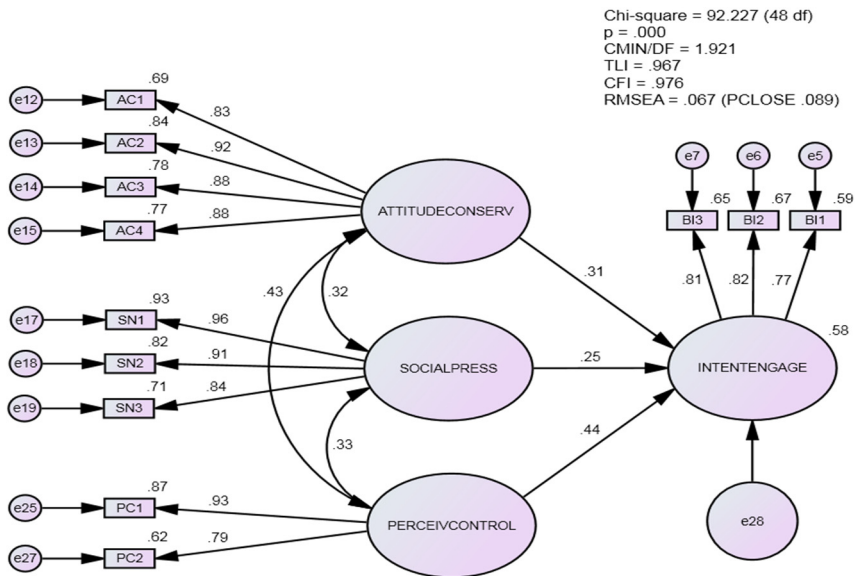 Chi-square = 92.227 (48 df)
p = .000
CMIN/DF = 1.921
TLI = .967
CFI = .976
RMSEA = .067 (PCLOSE .089)
.69
e12
AC1
.83
.84
e13
AC2
.92
.78
e14
AC3
.88
.77
e15
AC4
.88
ATTITUDECONSERV
e7
e6
e5
.65
.67
.59
BI3
BI2
BI1
.81
.82
.77
.31
.43
.32
.93
e17
SN1
.96
.82
e18
SN2
.91
.71
e19
SN3
.84
SOCIALPRESS
.25
.58
INTENTENGAGE
.33
.44
.87
e25
PC1
.93
.62
e27
PC2
.79
PERCEIVCONTROL
e28